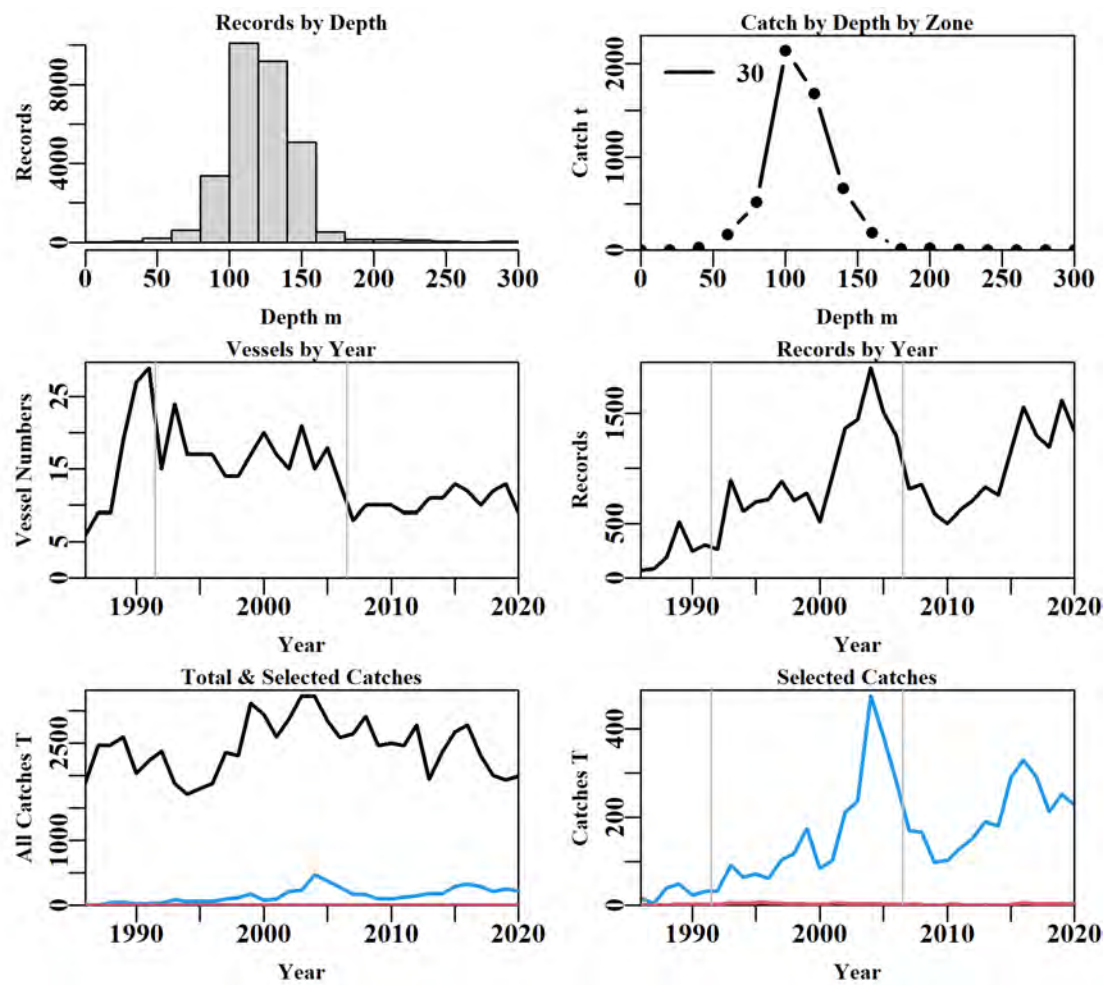 Records by Depth
Records
0 4000 8000
0 50 100 150 200 250 300
Depth m
Catch by Depth by Zone
30
Catch t
0 1000 2000
0 50 100 150 200 250 300
Depth m
Vessels by Year
Vessel Numbers
0 5 15 25
1990 2000 2010 2020
Year
Records by Year
Records
0 500 1500
1990 2000 2010 2020
Year
Total & Selected Catches
All Catches T
0 1000 2500
1990 2000 2010 2020
Year
Selected Catches
Catches T
0 200 400
1990 2000 2010 2020
Year